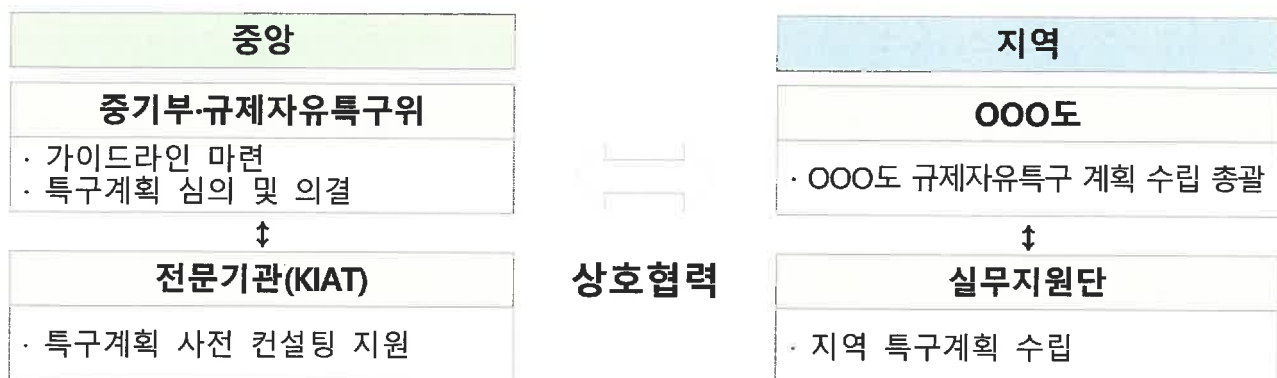 중앙
중기부·규제자유특구위
· 가이드라인 마련
· 특구계획 심의 및 의결
↕
전문기관(KIAT)
· 특구계획 사전 컨설팅 지원
상호협력
지역
OOO도
· OOO도 규제자유특구 계획 수립 총괄
↕
실무지원단
· 지역 특구계획 수립